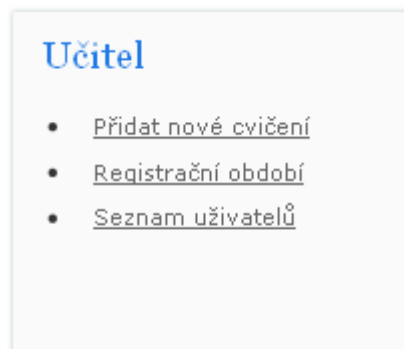 Učitel
Přidat nové cvičení
Registrační období
Seznam uživatelů